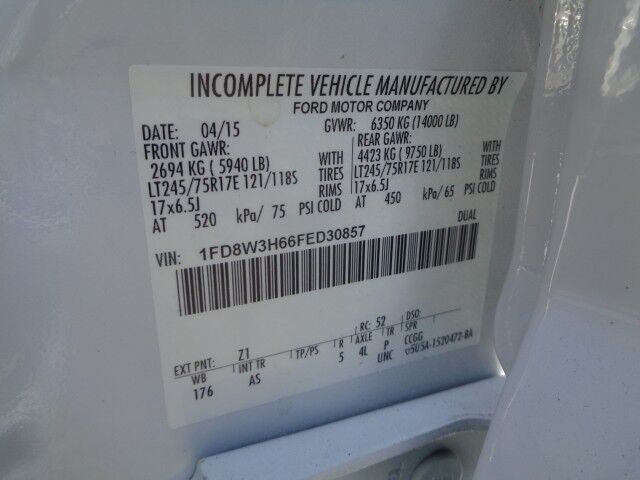 INCOMPLETE VEHICLE MANUFACTURED BY
FORD MOTOR COMPANY
DATE: 04/15 GVWR: 6350 KG (14000 LB)
FRONT GAWR: REAR GAWR:
2694 KG ( 5940 LB) WITH 4423 KG ( 9750 LB) WITH
LT245/75R17E 121/118S TIRES LT245/75R17E 121/118S TIRES
17x6.5J RIMS 17x6.5J RIMS
AT 520 kPa/ 75 PSI COLD AT 450 kPa/ 65 PSI COLD
DUAL
VIN: 1FD8W3H66FED30857
EXT PNT: Z1 RC: 52 DSO:
WB INT TR TP/PS R AXLE TR SPR
176 AS 5 4L P CCGG
UNC 5U5A-1520472-BA